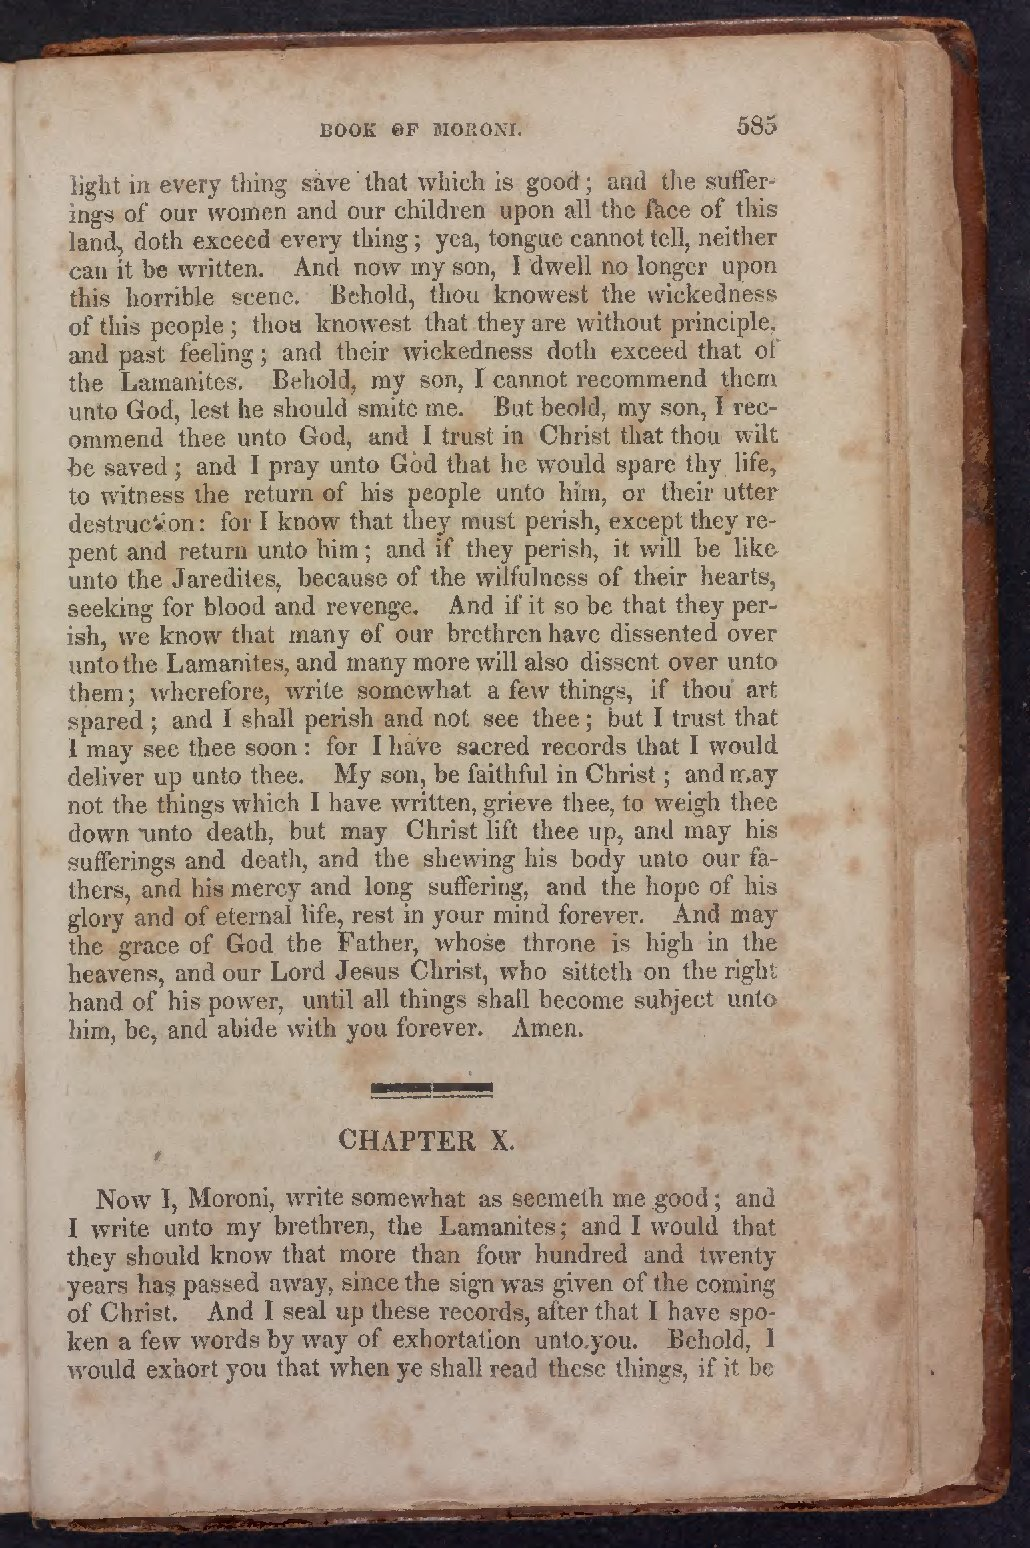 BOOK OF MORONI. 585
light in every thing save that which is good; and the suffer-
ings of our women and our children upon all the face of this
land, doth exceed every thing; yea, tongue cannot tell, neither
can it be written. And now my son, I dwell no longer upon
this horrible scene. Behold, thou knowest the wickedness
of this people; thou knowest that they are without principle,
and past feeling; and their wickedness doth exceed that of
the Lamanites. Behold, my son, I cannot recommend them
unto God, lest he should smite me. But beold, my son, I rec-
ommend thee unto God, and I trust in Christ that thou wilt
be saved; and I pray unto God that he would spare thy life,
to witness the return of his people unto him, or their utter
destruction: for I know that they must perish, except they re-
pent and return unto him; and if they perish, it will be like
unto the Jaredites, because of the wilfulness of their hearts,
seeking for blood and revenge. And if it so be that they per-
ish, we know that many of our brethren have dissented over
unto the Lamanites, and many more will also dissent over unto
them; wherefore, write somewhat a few things, if thou art
spared; and I shall perish and not see thee; but I trust that
I may see thee soon: for I have sacred records that I would
deliver up unto thee. My son, be faithful in Christ; and may
not the things which I have written, grieve thee, to weigh thee
down unto death, but may Christ lift thee up, and may his
sufferings and death, and the shewing his body unto our fa-
thers, and his mercy and long suffering, and the hope of his
glory and of eternal life, rest in your mind forever. And may
the grace of God the Father, whose throne is high in the
heavens, and our Lord Jesus Christ, who sitteth on the right
hand of his power, until all things shall become subject unto
him, be, and abide with you forever. Amen.
CHAPTER X.
Now I, Moroni, write somewhat as seemeth me good; and
I write unto my brethren, the Lamanites; and I would that
they should know that more than four hundred and twenty
years has passed away, since the sign was given of the coming
of Christ. And I seal up these records, after that I have spo-
ken a few words by way of exhortation unto you. Behold, I
would exhort you that when ye shall read these things, if it be